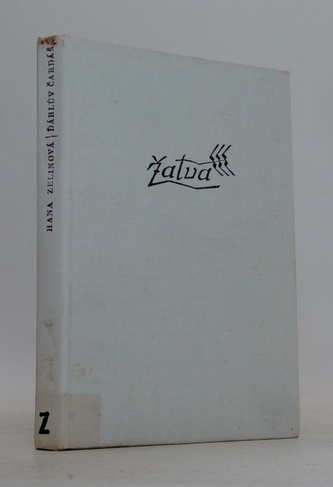 HANA ZELINOVÁ / ĎÁBLŮV ČARDÁŠ
Žatva
Z